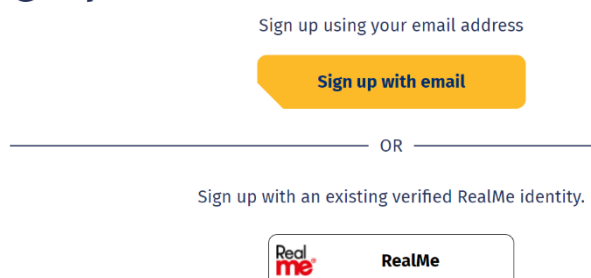 Sign up using your email address
Sign up with email
OR
Sign up with an existing verified RealMe identity.
Real
me
RealMe